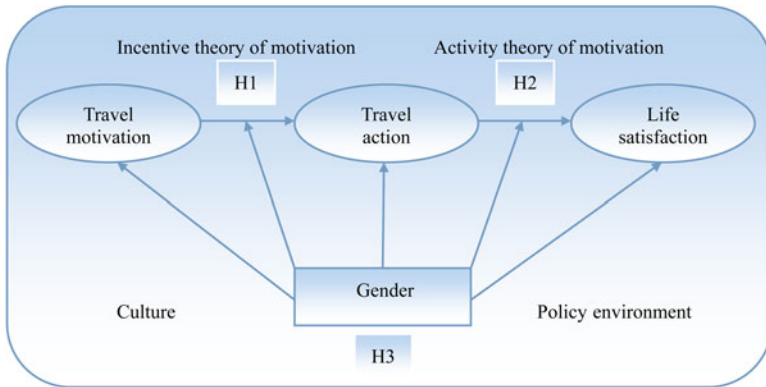 Incentive theory of motivation
Activity theory of motivation
H1
H2
Travel
motivation
Travel
action
Life
satisfaction
Gender
Culture
Policy environment
H3